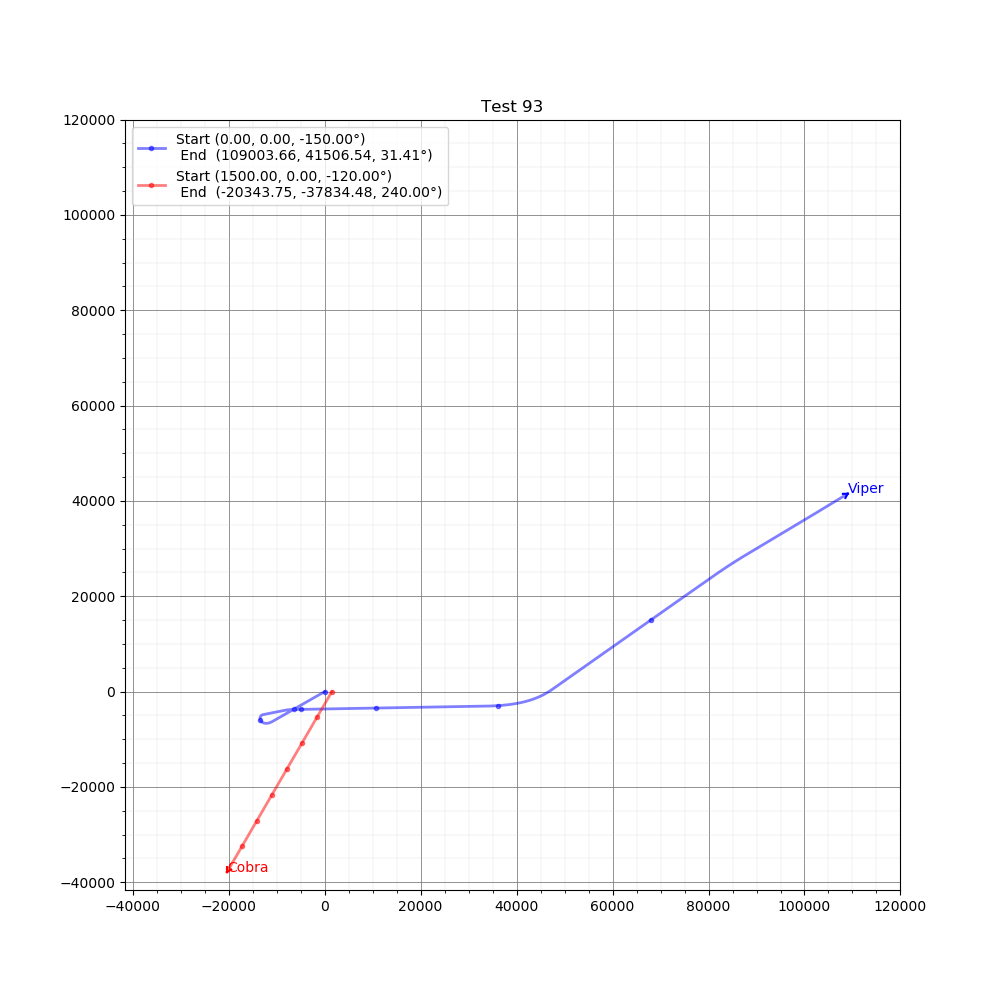 Test 93
Start (0.00, 0.00, -150.00°)
End (109003.66, 41506.54, 31.41°)
Start (1500.00, 0.00, -120.00°)
End (-20343.75, -37834.48, 240.00°)
120000
100000
80000
60000
40000
20000
0
−20000
−40000
Viper
Cobra
−40000 −20000 0 20000 40000 60000 80000 100000 120000